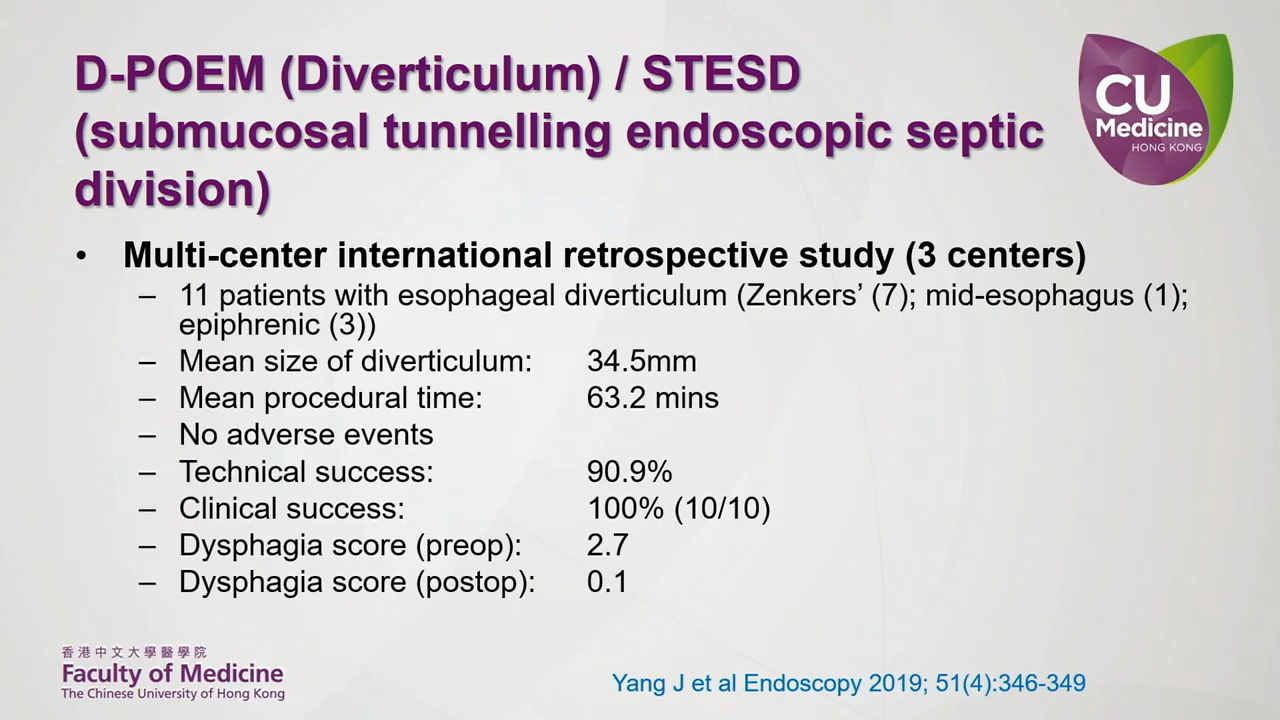 D-POEM (Diverticulum) / STESD
(submucosal tunnelling endoscopic septic
division)
CU
Medicine
HONG KONG
• Multi-center international retrospective study (3 centers)
– 11 patients with esophageal diverticulum (Zenkers’ (7); mid-esophagus (1);
epiphrenic (3))
– Mean size of diverticulum: 34.5mm
– Mean procedural time: 63.2 mins
– No adverse events
– Technical success: 90.9%
– Clinical success: 100% (10/10)
– Dysphagia score (preop): 2.7
– Dysphagia score (postop): 0.1
香港中文大學醫學院
Faculty of Medicine
The Chinese University of Hong Kong
Yang J et al Endoscopy 2019; 51(4):346-349